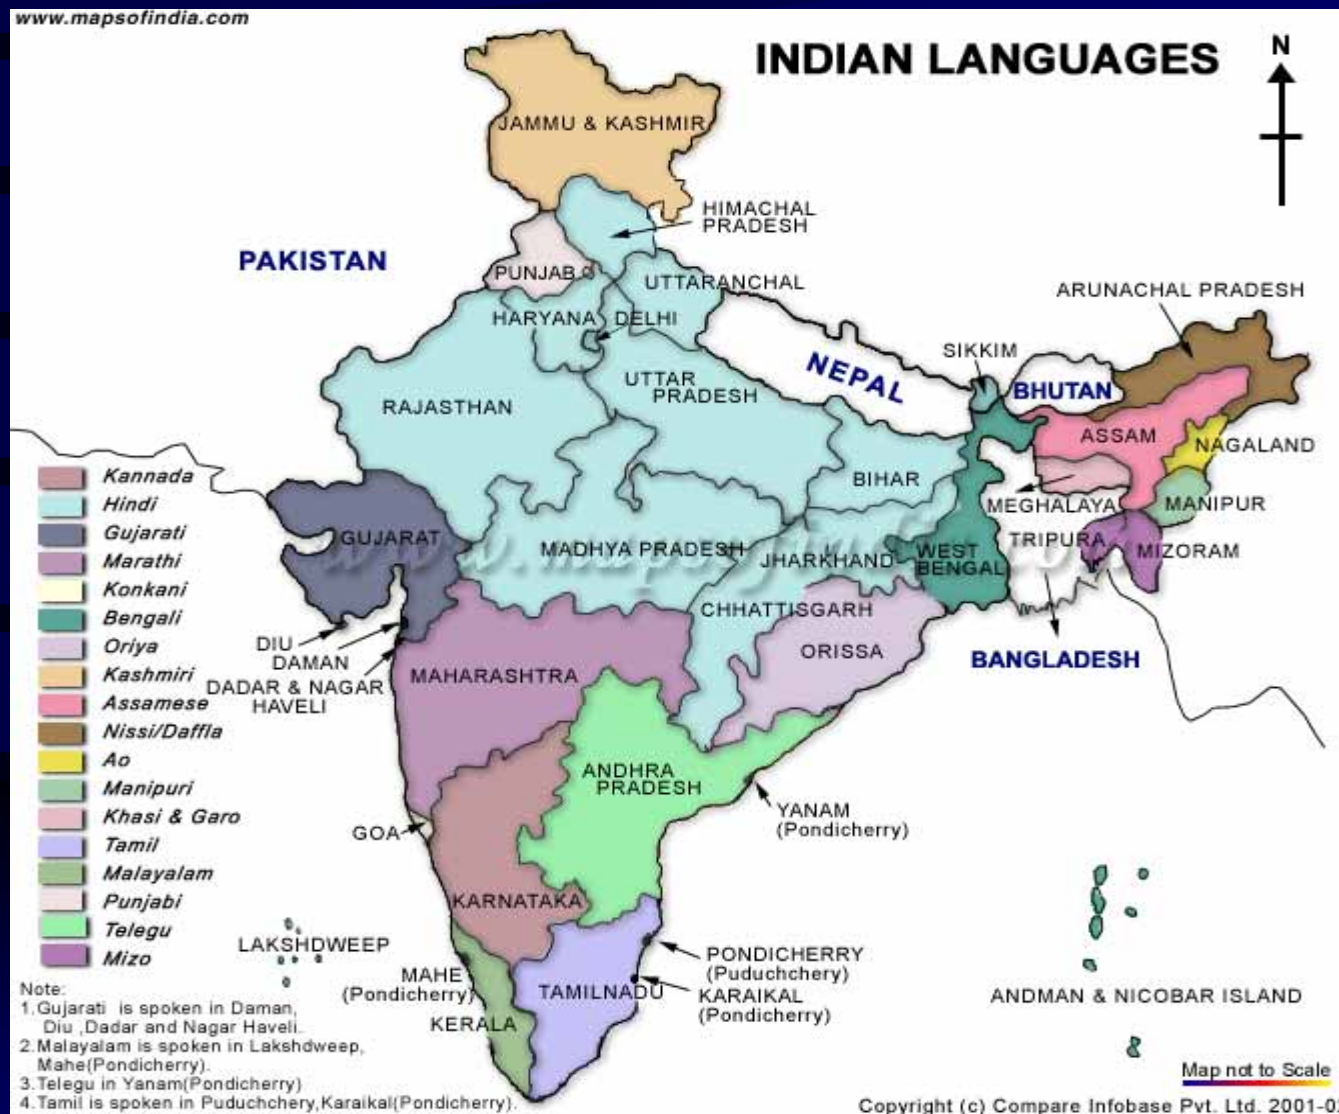 www.mapsofindia.com
INDIAN LANGUAGES
N
JAMMU & KASHMIR
HIMACHAL
PRADESH
PAKISTAN
PUNJAB
UTTARANCHAL
ARUNACHAL PRADESH
HARYANA
DELHI
SIKKIM
NEPAL
BHUTAN
UTTAR
PRADESH
RAJASTHAN
ASSAM
NAGALAND
BIHAR
MEGHALAYA
MANIPUR
GUJARAT
MADHYA PRADESH
JHARKHAND
WEST
BENGAL
TRIPURA
MIZORAM
CHHATTISGARH
DIU
DAMAN
DADAR & NAGAR
HAVELI
MAHARASHTRA
ORISSA
BANGLADESH
ANDHRA
PRADESH
YANAM
(Pondicherry)
GOA
KARNATAKA
LAKSHDWEEP
MAHE
(Pondicherry)
KERALA
TAMILNADU
PONDICHERRY
(Puduchchery)
KARAIKAL
(Pondicherry)
ANDMAN & NICOBAR ISLAND
Kannada
Hindi
Gujarati
Marathi
Konkani
Bengali
Oriya
Kashmiri
Assamese
Nissi/Daffla
Ao
Manipuri
Khasi & Garo
Tamil
Malayalam
Punjabi
Telegu
Mizo
Note:
1.Gujarati is spoken in Daman,
Diu ,Dadar and Nagar Haveli.
2.Malayalam is spoken in Lakshdweep,
Mahe(Pondicherry).
3.Telegu in Yanam(Pondicherry)
4.Tamil is spoken in Puduchchery,Karaikal(Pondicherry).
Map not to Scale
Copyright (c) Compare Infobase Pvt. Ltd. 2001-0